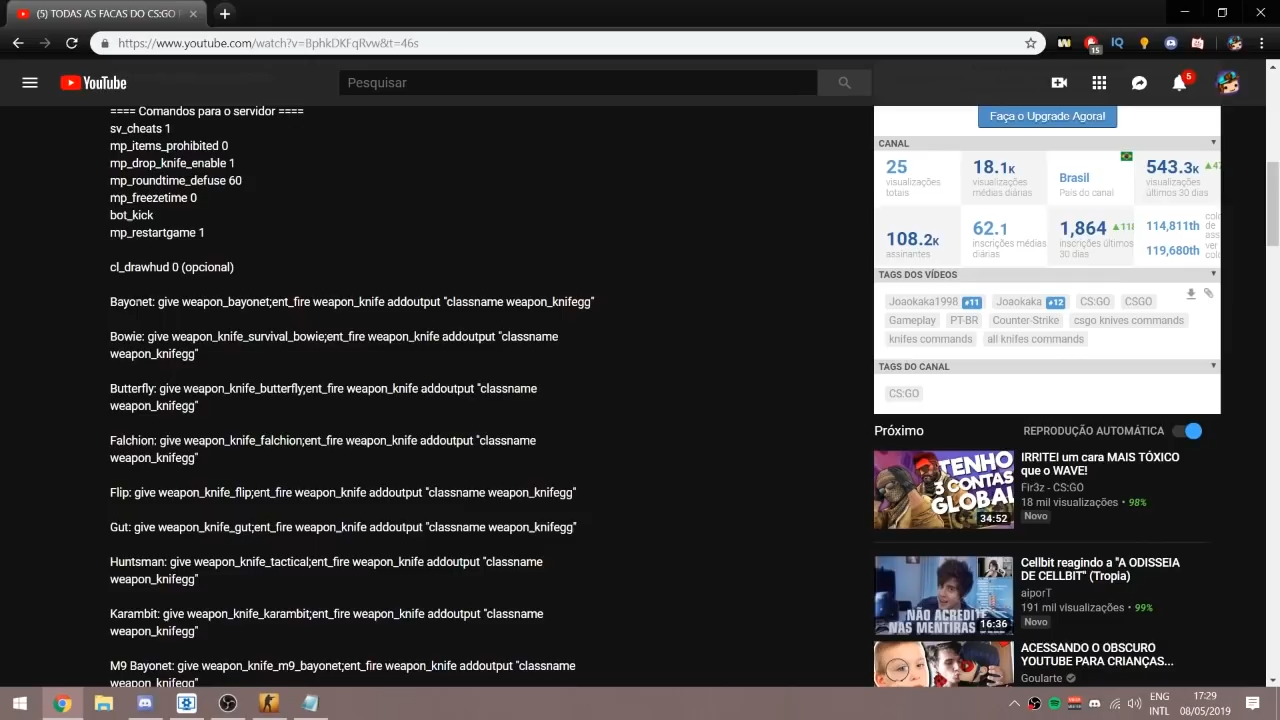 (5) TODAS AS FACAS DO CS:GO
https://www.youtube.com/watch?v=BphkDKFqRvw&t=46s
15
YouTube
Pesquisar
5
==== Comandos para o servidor ====
sv_cheats 1
mp_items_prohibited 0
mp_drop_knife_enable 1
mp_roundtime_defuse 60
mp_freezetime 0
bot_kick
mp_restartgame 1
cl_drawhud 0 (opcional)
Bayonet: give weapon_bayonet;ent_fire weapon_knife addoutput "classname weapon_knifegg"
Bowie: give weapon_knife_survival_bowie;ent_fire weapon_knife addoutput "classname
weapon_knifegg"
Butterfly: give weapon_knife_butterfly;ent_fire weapon_knife addoutput "classname
weapon_knifegg"
Falchion: give weapon_knife_falchion;ent_fire weapon_knife addoutput "classname
weapon_knifegg"
Flip: give weapon_knife_flip;ent_fire weapon_knife addoutput "classname weapon_knifegg"
Gut: give weapon_knife_gut;ent_fire weapon_knife addoutput "classname weapon_knifegg"
Huntsman: give weapon_knife_tactical;ent_fire weapon_knife addoutput "classname
weapon_knifegg"
Karambit: give weapon_knife_karambit;ent_fire weapon_knife addoutput "classname
weapon_knifegg"
M9 Bayonet: give weapon_knife_m9_bayonet;ent_fire weapon_knife addoutput "classname
weapon_knifegg"
Faça o Upgrade Agora!
CANAL
25 18.1K Brasil 543.3K
visualizações totais
visualizações médias diárias
País do canal
visualizações últimos 30 dias
108.2K 62.1 1,864 114,811th
119,680th
assinantes
inscrições médias diárias
inscrições últimos 30 dias
TAGS DOS VÍDEOS
Joaokaka1998 #11 Joaokaka #12 CS:GO CSGO
Gameplay PT-BR Counter-Strike csgo knives commands
knifes commands all knifes commands
TAGS DO CANAL
CS:GO
Próximo REPRODUÇÃO AUTOMÁTICA
TENHO
3 CONTAS
GLOBAL
34:52
IRRITEI um cara MAIS TÓXICO
que o WAVE!
Fir3z - CS:GO
18 mil visualizações • 98%
Novo
NÃO ACREDITE
NAS MENTIRAS
16:36
Cellbit reagindo a "A ODISSEIA
DE CELLBIT" (Tropia)
aiporT
191 mil visualizações • 99%
Novo
ACESSANDO O OBSCURO
YOUTUBE PARA CRIANÇAS...
Goularte
ENG
INTL
17:29
08/05/2019